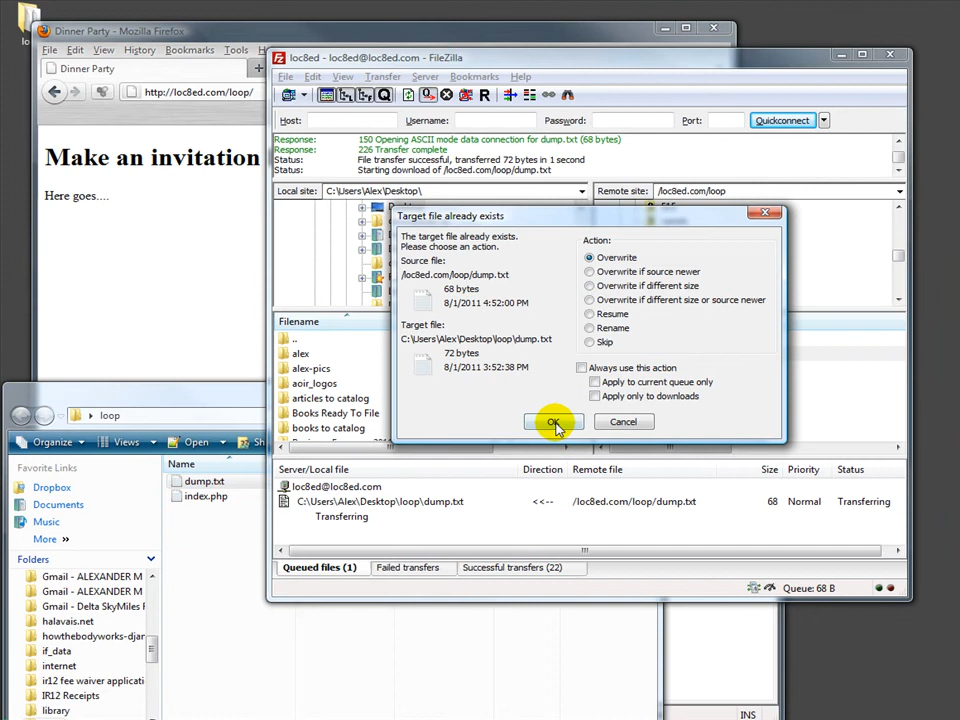 Dinner Party - Mozilla Firefox
File Edit View History Bookmarks Tools
Dinner Party
http://loc8ed.com/loop/
Make an invitation
Here goes....
loc8ed - loc8ed@loc8ed.com - FileZilla
File Edit View Transfer Server Bookmarks Help
Host: Username: Password: Port: Quickconnect
Response: 150 Opening ASCII mode data connection for dump.txt (68 bytes)
Response: 226 Transfer complete
Status: File transfer successful, transferred 72 bytes in 1 second
Status: Starting download of /loc8ed.com/loop/dump.txt
Local site: C:\Users\Alex\Desktop\ Remote site: /loc8ed.com/loop
Target file already exists
The target file already exists.
Please choose an action.
Source file:
/loc8ed.com/loop/dump.txt
68 bytes
8/1/2011 4:52:00 PM
Target file:
C:\Users\Alex\Desktop\loop\dump.txt
72 bytes
8/1/2011 3:52:38 PM
Action:
Overwrite
Overwrite if source newer
Overwrite if different size
Overwrite if different size or source newer
Resume
Rename
Skip
Always use this action
Apply to current queue only
Apply only to downloads
OK Cancel
Filename
..
alex
alex-pics
aoir_logos
articles to catalog
Books Ready To File
books to catalog
Server/Local file Direction Remote file Size Priority Status
loc8ed@loc8ed.com
C:\Users\Alex\Desktop\loop\dump.txt <<-- /loc8ed.com/loop/dump.txt 68 Normal Transferring
Transferring
Queued files (1) Failed transfers Successful transfers (22)
Queue: 68 B
loop
Organize Views Open Sh
Favorite Links
Dropbox
Documents
Music
More »
Folders
Gmail - ALEXANDER M
Gmail - ALEXANDER M
Gmail - Delta SkyMiles F
halavais.net
howthebodyworks-djan
if_data
internet
ir12 fee waiver applicati
IR12 Receipts
library
Name
dump.txt
index.php
INS